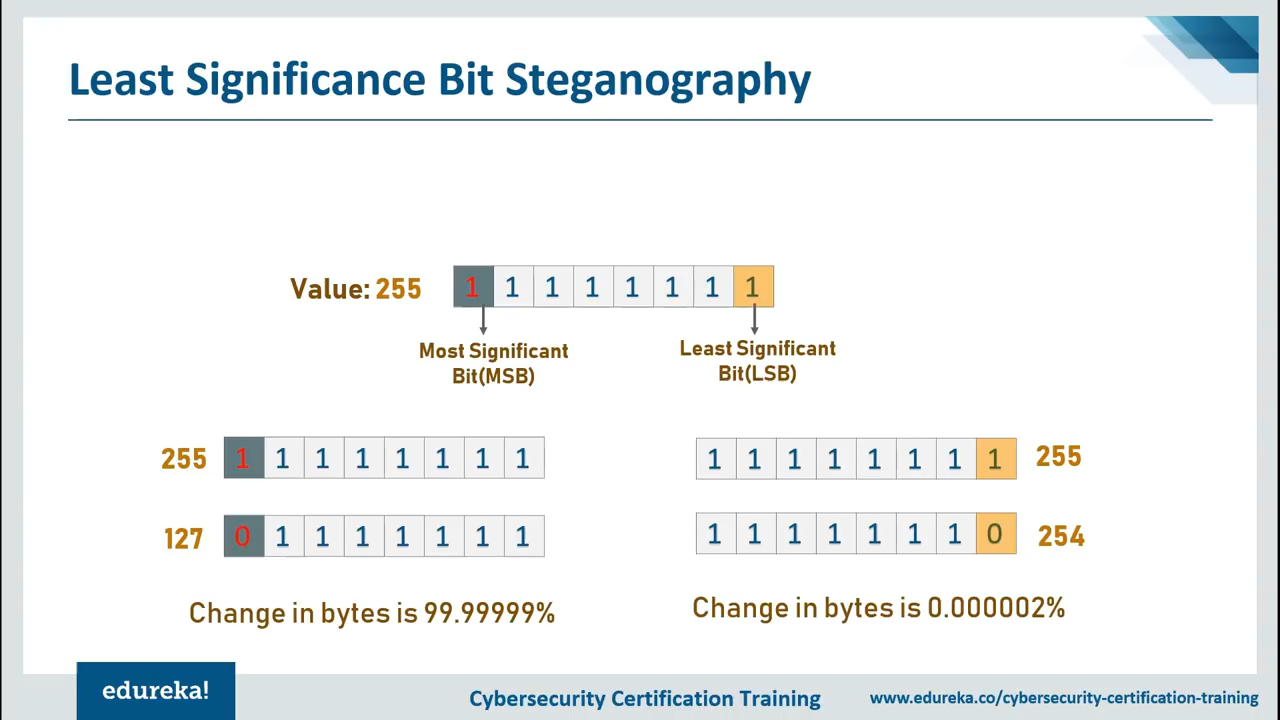 Least Significance Bit Steganography
Value: 255 1 1 1 1 1 1 1 1
Most Significant
Bit(MSB)
Least Significant
Bit(LSB)
255 1 1 1 1 1 1 1 1
127 0 1 1 1 1 1 1 1
Change in bytes is 99.99999%
1 1 1 1 1 1 1 1 255
1 1 1 1 1 1 1 0 254
Change in bytes is 0.000002%
edureka!
Cybersecurity Certification Training
www.edureka.co/cybersecurity-certification-training